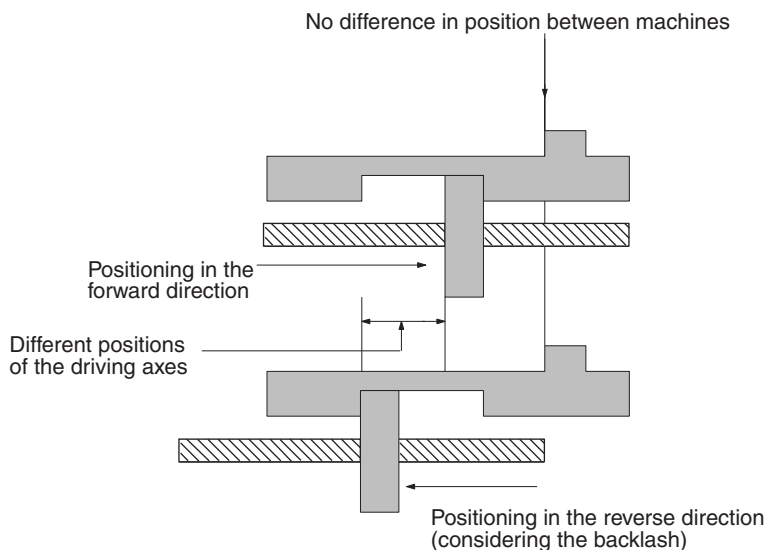 No difference in position between machines
Positioning in the
forward direction
Different positions
of the driving axes
Positioning in the reverse direction
(considering the backlash)